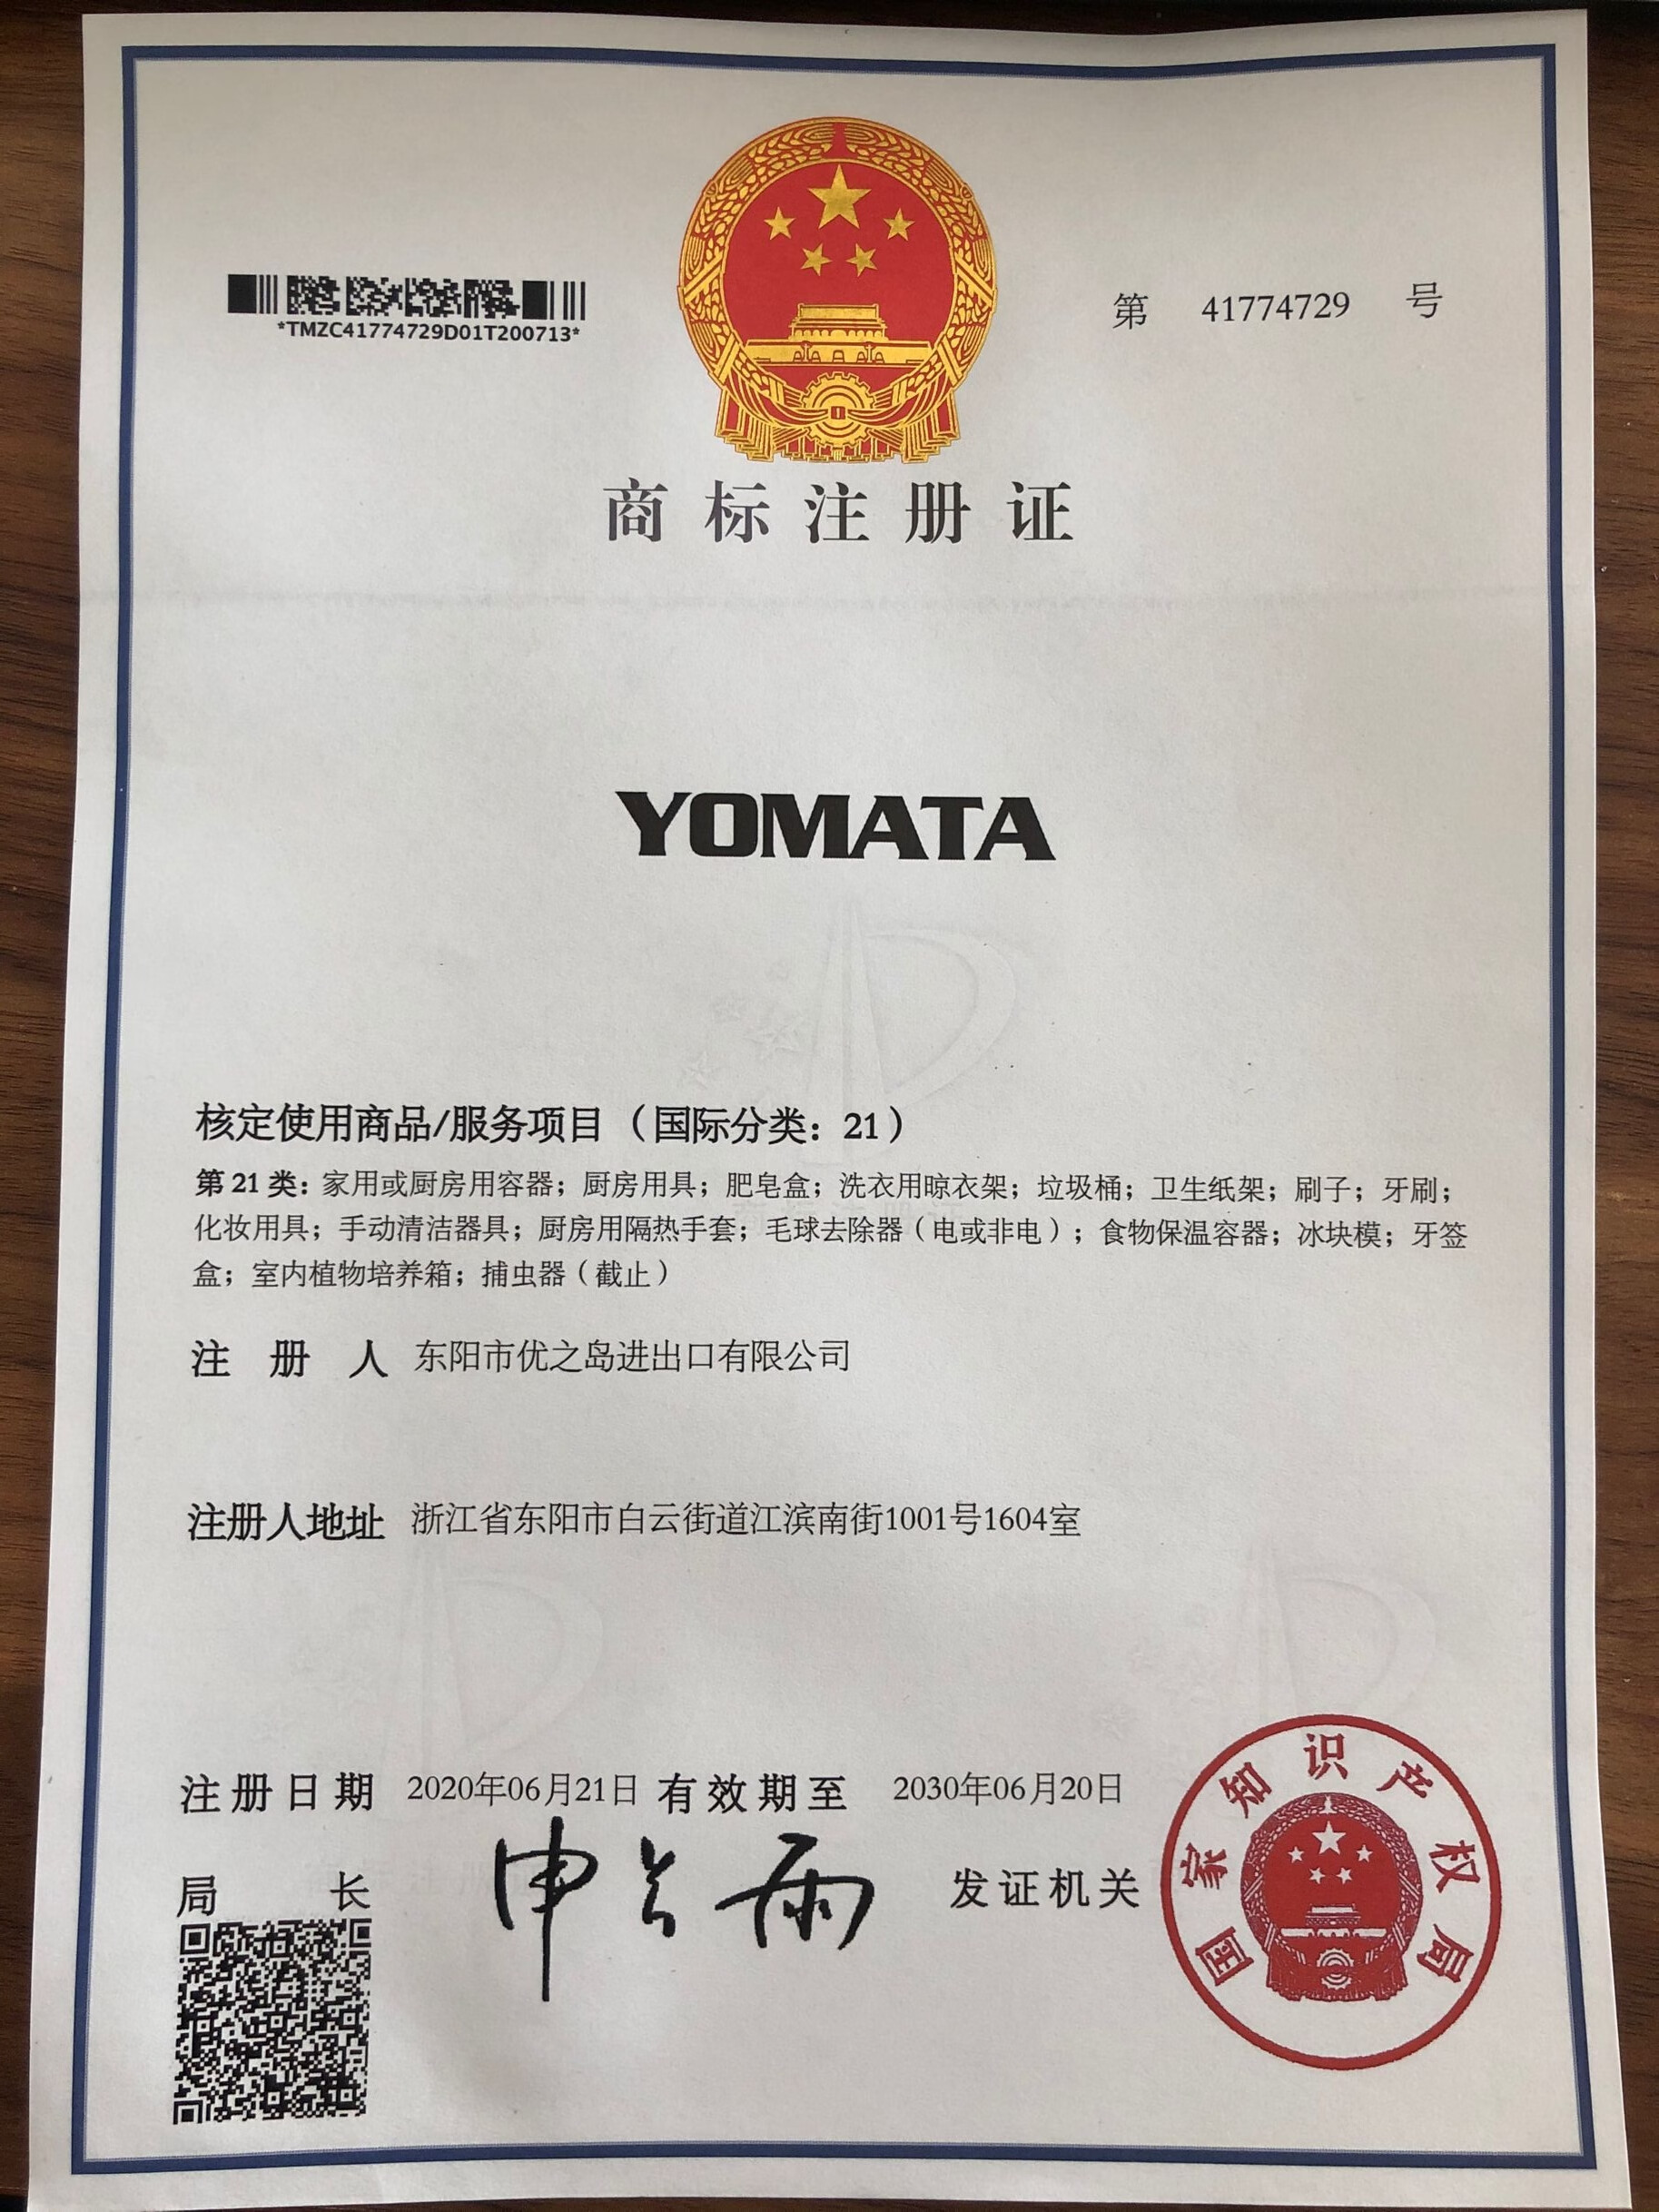 *TMZC41774729D01T200713*
第 41774729 号
商标注册证
YOMATA
核定使用商品/服务项目（国际分类：21）
第21类：家用或厨房用容器；厨房用具；肥皂盒；洗衣用晾衣架；垃圾桶；卫生纸架；刷子；牙刷；
化妆用具；手动清洁器具；厨房用隔热手套；毛球去除器（电或非电）；食物保温容器；冰块模；牙签
盒；室内植物培养箱；捕虫器（截止）
注册人 东阳市优之岛进出口有限公司
注册人地址 浙江省东阳市白云街道江滨南街1001号1604室
注册日期 2020年06月21日 有效期至 2030年06月20日
局长 申长雨 发证机关
国家知识产权局